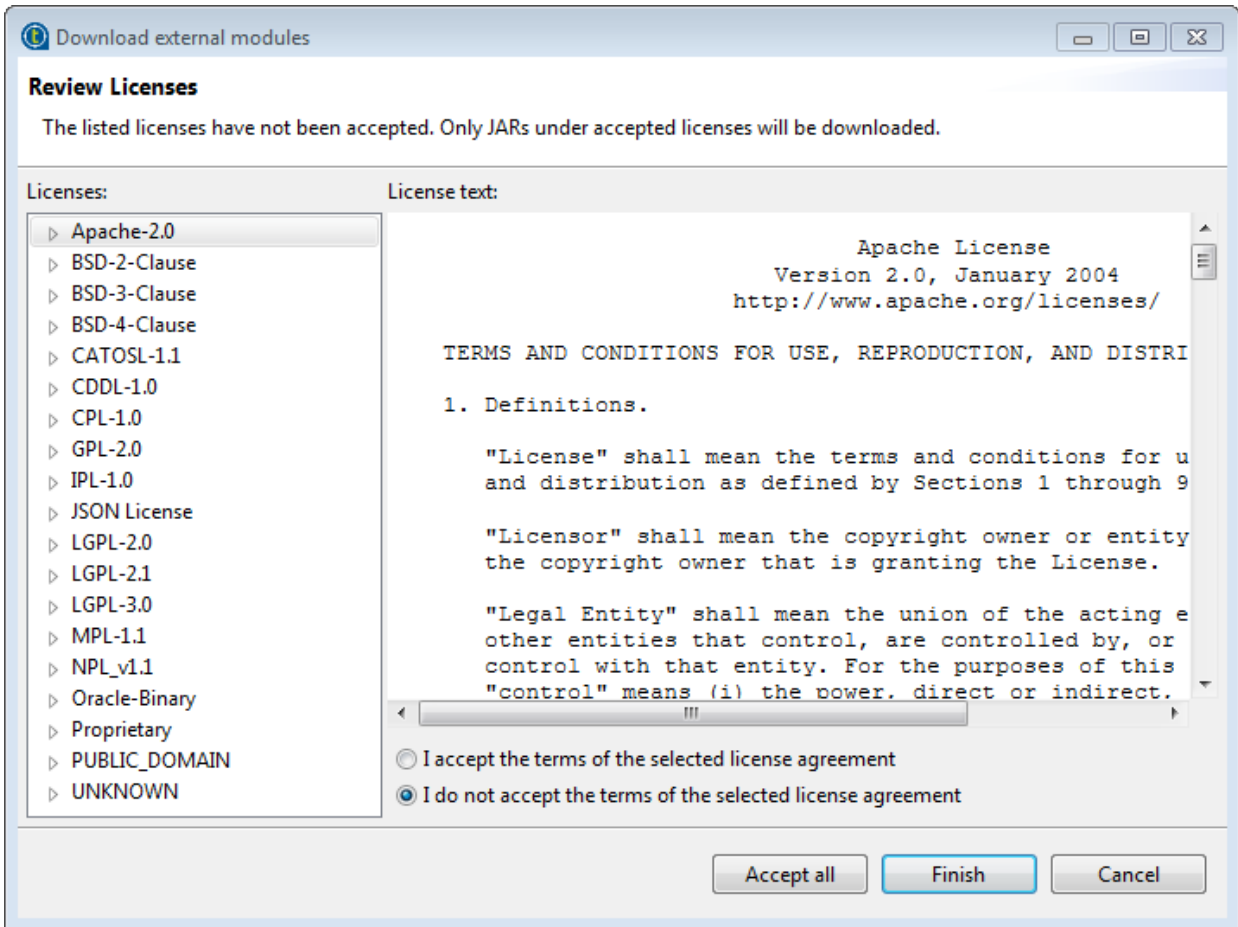 Download external modules
Review Licenses
The listed licenses have not been accepted. Only JARs under accepted licenses will be downloaded.
Licenses:
Apache-2.0
BSD-2-Clause
BSD-3-Clause
BSD-4-Clause
CATOSL-1.1
CDDL-1.0
CPL-1.0
GPL-2.0
IPL-1.0
JSON License
LGPL-2.0
LGPL-2.1
LGPL-3.0
MPL-1.1
NPL_v1.1
Oracle-Binary
Proprietary
PUBLIC_DOMAIN
UNKNOWN
License text:
Apache License
Version 2.0, January 2004
http://www.apache.org/licenses/
TERMS AND CONDITIONS FOR USE, REPRODUCTION, AND DISTRI
1. Definitions.
"License" shall mean the terms and conditions for u
and distribution as defined by Sections 1 through 9
"Licensor" shall mean the copyright owner or entity
the copyright owner that is granting the License.
"Legal Entity" shall mean the union of the acting e
other entities that control, are controlled by, or
control with that entity. For the purposes of this
"control" means (i) the power, direct or indirect,
I accept the terms of the selected license agreement
I do not accept the terms of the selected license agreement
Accept all
Finish
Cancel